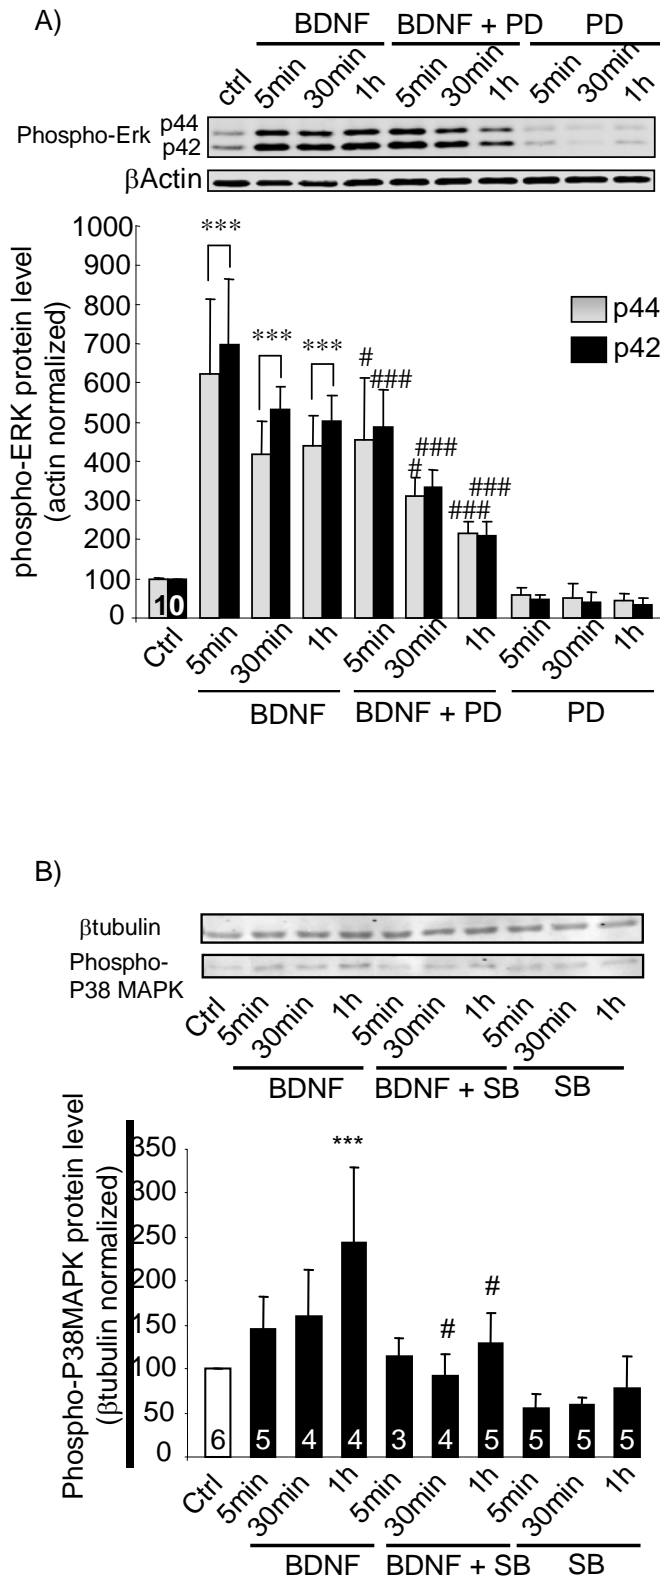 A)
BDNF BDNF + PD PD
ctrl 5min 30min 1h 5min 30min 1h 5min 30min 1h
Phospho-Erk p44
p42
βActin
1000
900
800
700
600
500
400
300
200
100
0
phospho-ERK protein level
(actin normalized)
***
***
***
#
###
#
###
###
###
p44
p42
10
Ctrl 5min 30min 1h 5min 30min 1h 5min 30min 1h
BDNF BDNF + PD PD
B)
βtubulin
Phospho-
P38 MAPK
Ctrl 5min 30min 1h 5min 30min 1h 5min 30min 1h
BDNF BDNF + SB SB
Phospho-P38MAPK protein level
(βtubulin normalized)
350
300
250
200
150
100
50
0
***
#
#
6 5 4 4 3 4 5 5 5 5
Ctrl 5min 30min 1h 5min 30min 1h 5min 30min 1h
BDNF BDNF + SB SB